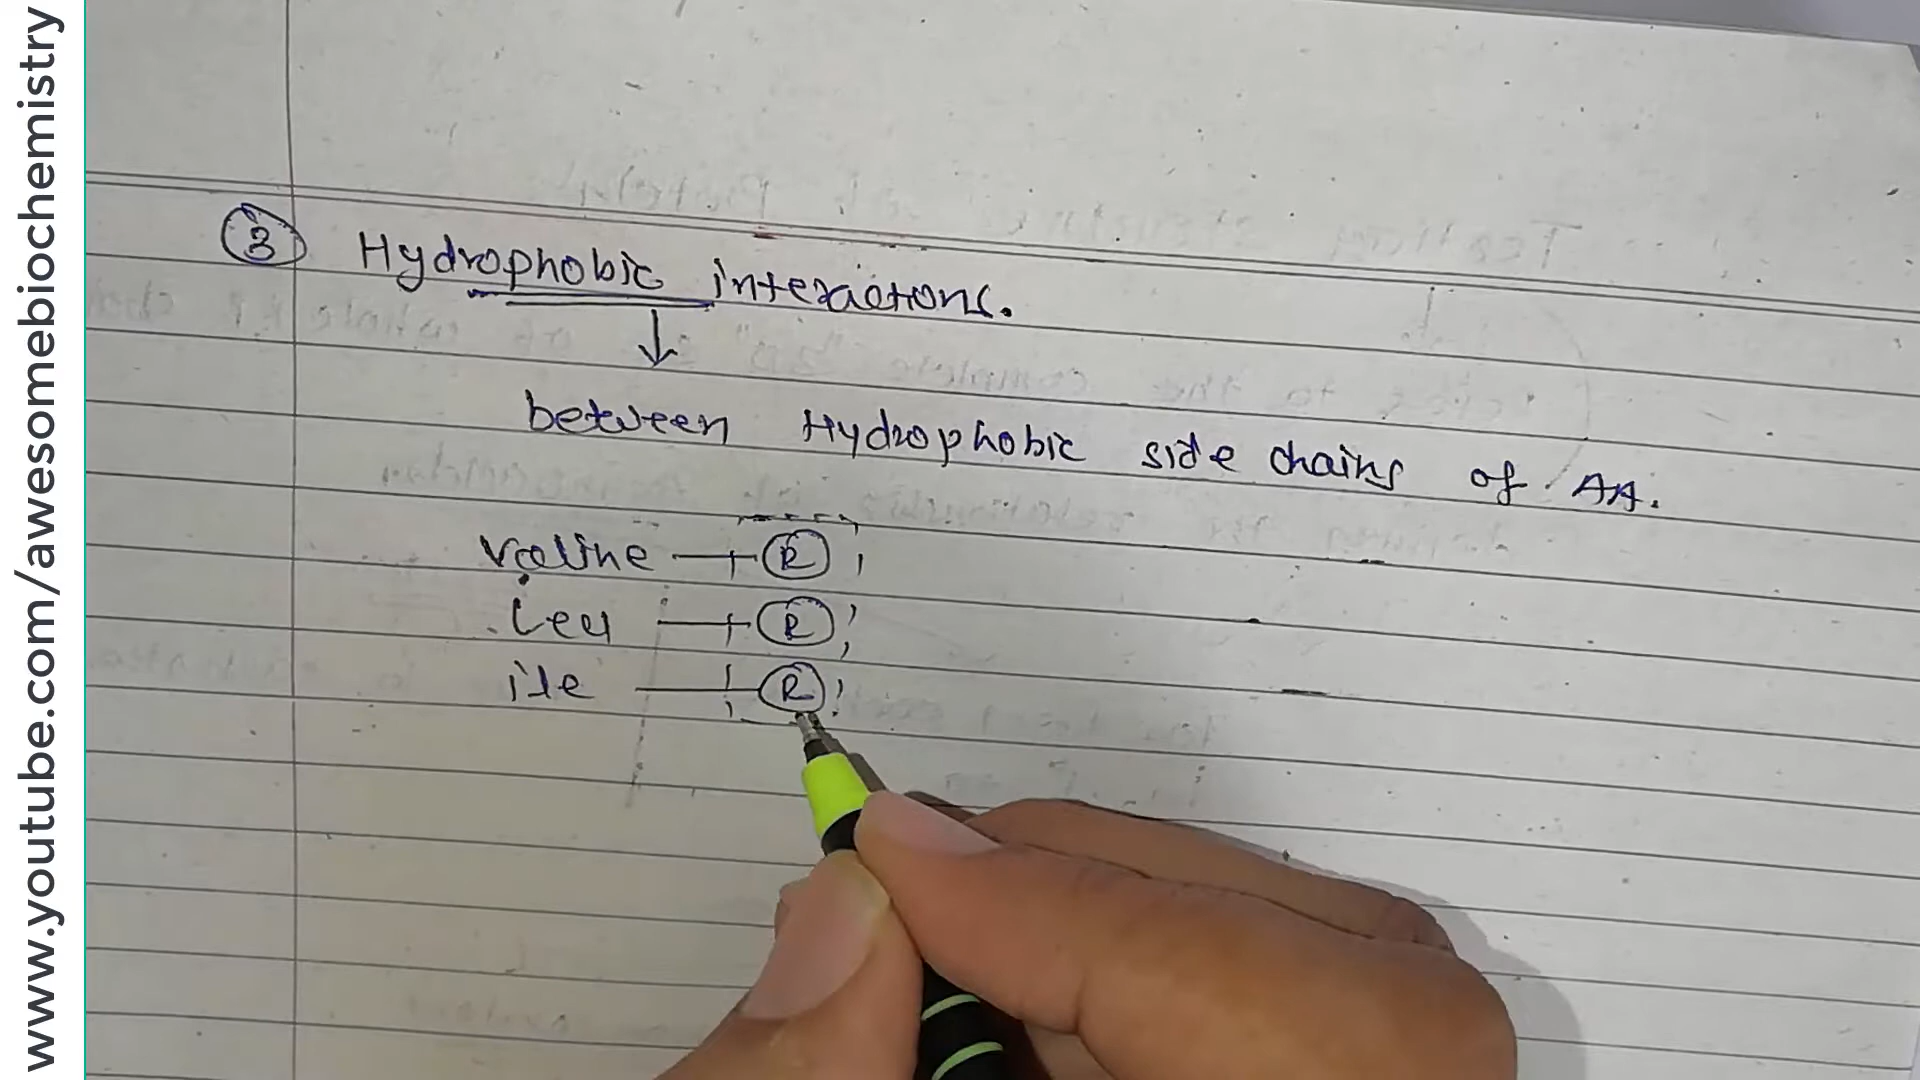 www.youtube.com/awesomebiochemistry
3 Hydrophobic interactions.
between Hydrophobic side chains of AA.
Valine R
Leu R
ile R